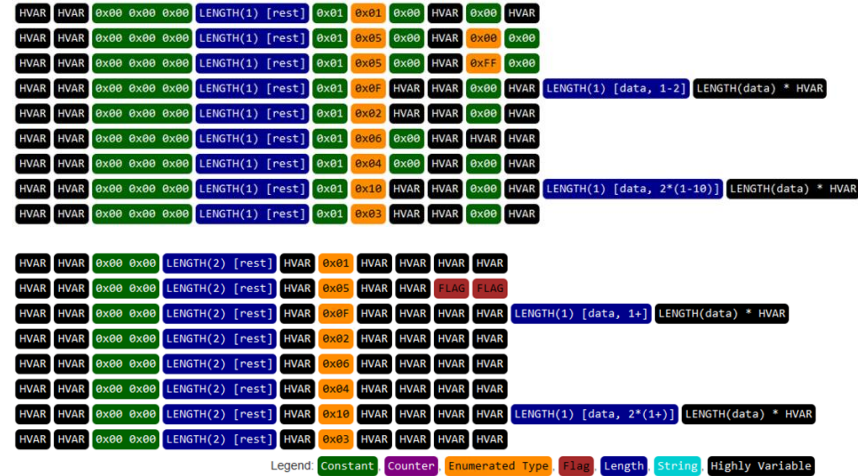 HVAR HVAR 0x00 0x00 0x00 LENGTH(1) [rest] 0x01 0x01 0x00 HVAR 0x00 HVAR
HVAR HVAR 0x00 0x00 0x00 LENGTH(1) [rest] 0x01 0x05 0x00 HVAR 0x00 0x00
HVAR HVAR 0x00 0x00 0x00 LENGTH(1) [rest] 0x01 0x05 0x00 HVAR 0xFF 0x00
HVAR HVAR 0x00 0x00 0x00 LENGTH(1) [rest] 0x01 0x0F HVAR HVAR 0x00 HVAR LENGTH(1) [data, 1-2] LENGTH(data) * HVAR
HVAR HVAR 0x00 0x00 0x00 LENGTH(1) [rest] 0x01 0x02 HVAR HVAR 0x00 HVAR
HVAR HVAR 0x00 0x00 0x00 LENGTH(1) [rest] 0x01 0x06 0x00 HVAR HVAR HVAR
HVAR HVAR 0x00 0x00 0x00 LENGTH(1) [rest] 0x01 0x04 0x00 HVAR 0x00 HVAR
HVAR HVAR 0x00 0x00 0x00 LENGTH(1) [rest] 0x01 0x10 HVAR HVAR 0x00 HVAR LENGTH(1) [data, 2*(1-10)] LENGTH(data) * HVAR
HVAR HVAR 0x00 0x00 0x00 LENGTH(1) [rest] 0x01 0x03 HVAR HVAR 0x00 HVAR
HVAR HVAR 0x00 0x00 LENGTH(2) [rest] HVAR 0x01 HVAR HVAR HVAR HVAR
HVAR HVAR 0x00 0x00 LENGTH(2) [rest] HVAR 0x05 HVAR HVAR FLAG FLAG
HVAR HVAR 0x00 0x00 LENGTH(2) [rest] HVAR 0x0F HVAR HVAR HVAR HVAR LENGTH(1) [data, 1+] LENGTH(data) * HVAR
HVAR HVAR 0x00 0x00 LENGTH(2) [rest] HVAR 0x02 HVAR HVAR HVAR HVAR
HVAR HVAR 0x00 0x00 LENGTH(2) [rest] HVAR 0x06 HVAR HVAR HVAR HVAR
HVAR HVAR 0x00 0x00 LENGTH(2) [rest] HVAR 0x04 HVAR HVAR HVAR HVAR
HVAR HVAR 0x00 0x00 LENGTH(2) [rest] HVAR 0x10 HVAR HVAR HVAR HVAR LENGTH(1) [data, 2*(1+)] LENGTH(data) * HVAR
HVAR HVAR 0x00 0x00 LENGTH(2) [rest] HVAR 0x03 HVAR HVAR HVAR HVAR
Legend: Constant, Counter, Enumerated Type, Flag, Length, String, Highly Variable